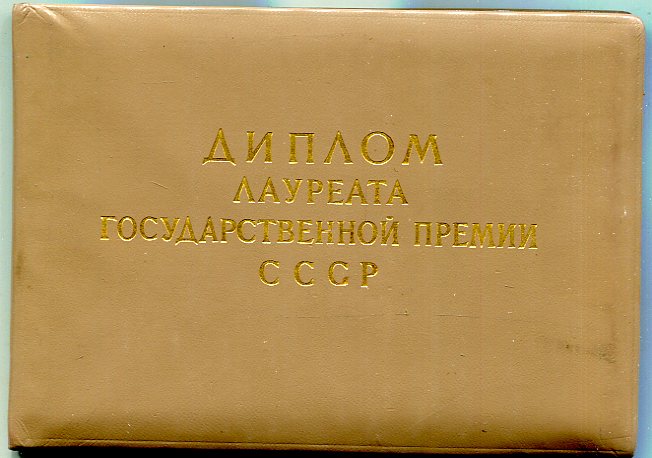 ДИПЛОМ
ЛАУРЕАТА
ГОСУДАРСТВЕННОЙ ПРЕМИИ
СССР